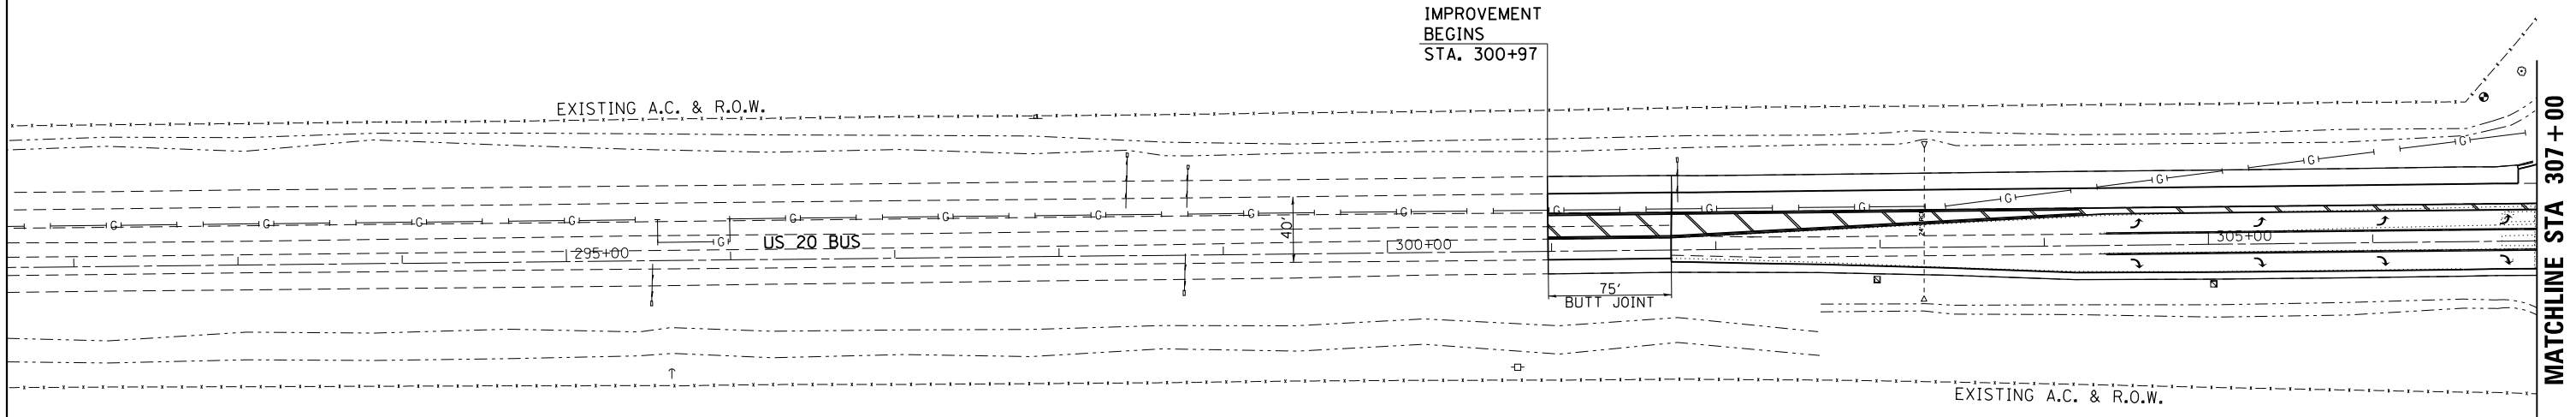 IMPROVEMENT
BEGINS
STA. 300+97
EXISTING A.C. & R.O.W.
G G G G G G G G G G G G G G G G G G
US 20 BUS
40'
295+00
300+00
305+00
75'
BUTT JOINT
EXISTING A.C. & R.O.W.
MATCHLINE STA 307+00